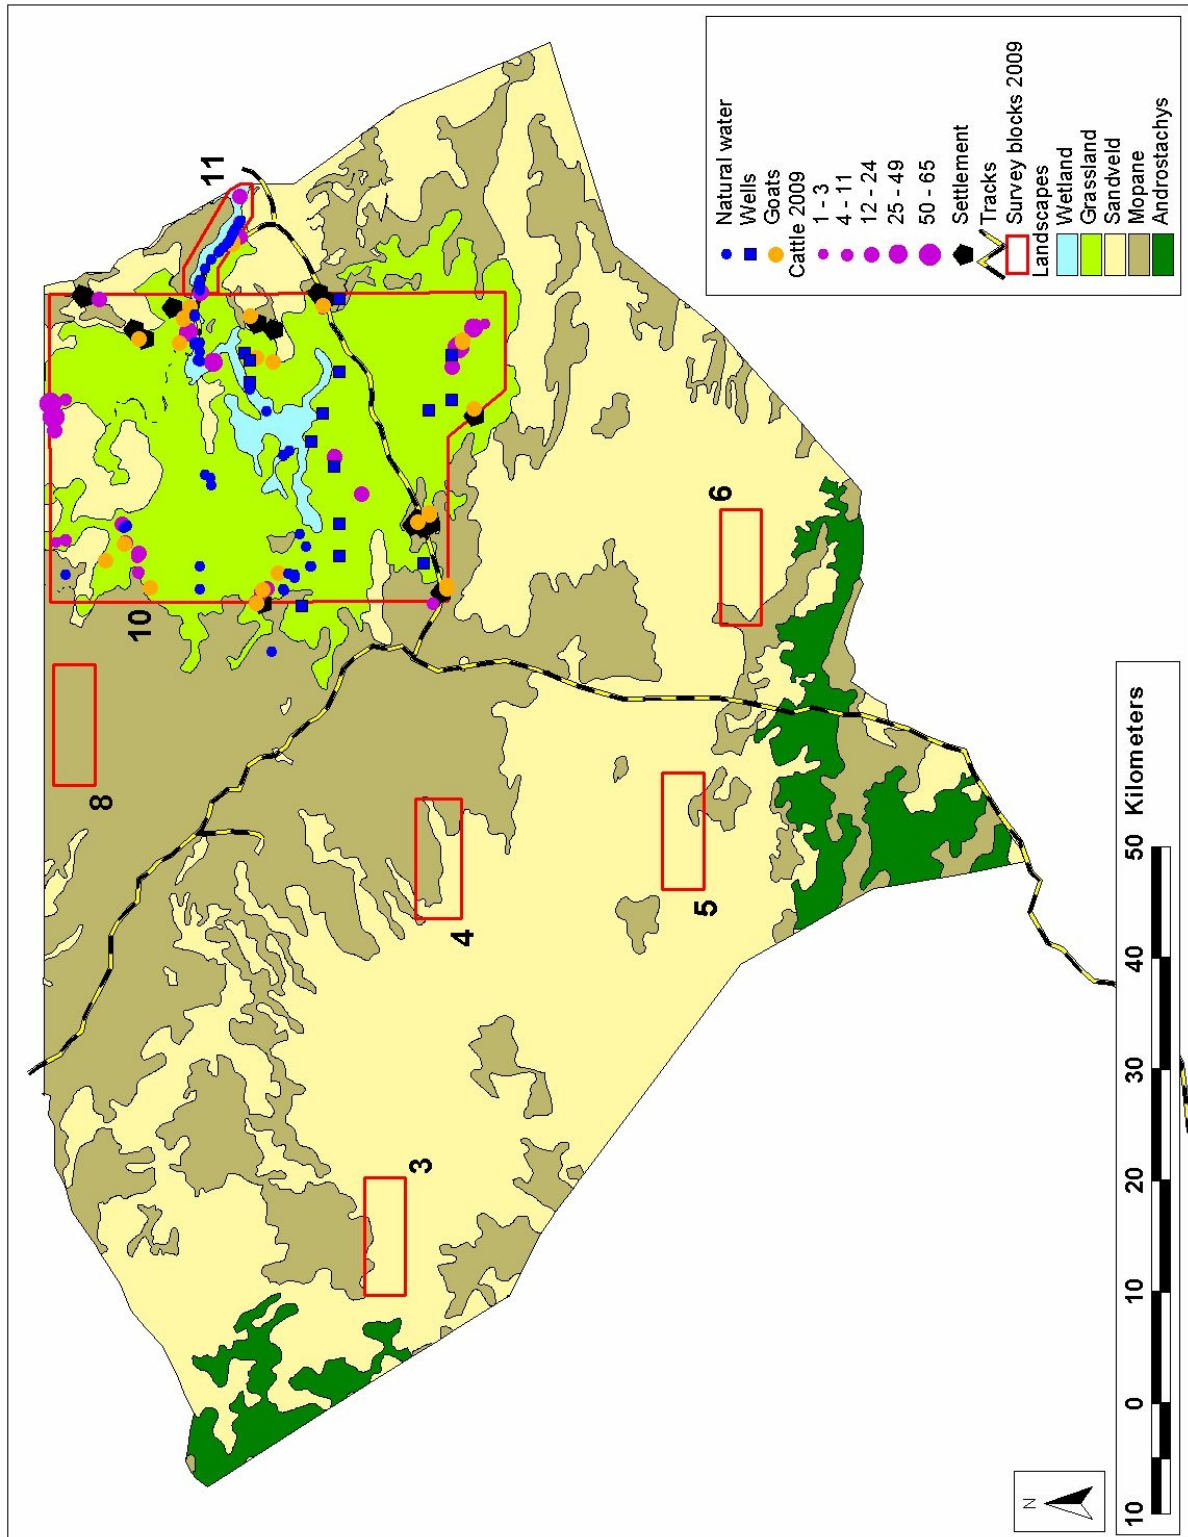 11
10
8
6
5
4
3
Natural water
Wells
Goats
Cattle 2009
1 - 3
4 - 11
12 - 24
25 - 49
50 - 65
Settlement
Tracks
Survey blocks 2009
Landscapes
Wetland
Grassland
Sandveld
Mopane
Androstachys
N
10 0 10 20 30 40 50 Kilometers